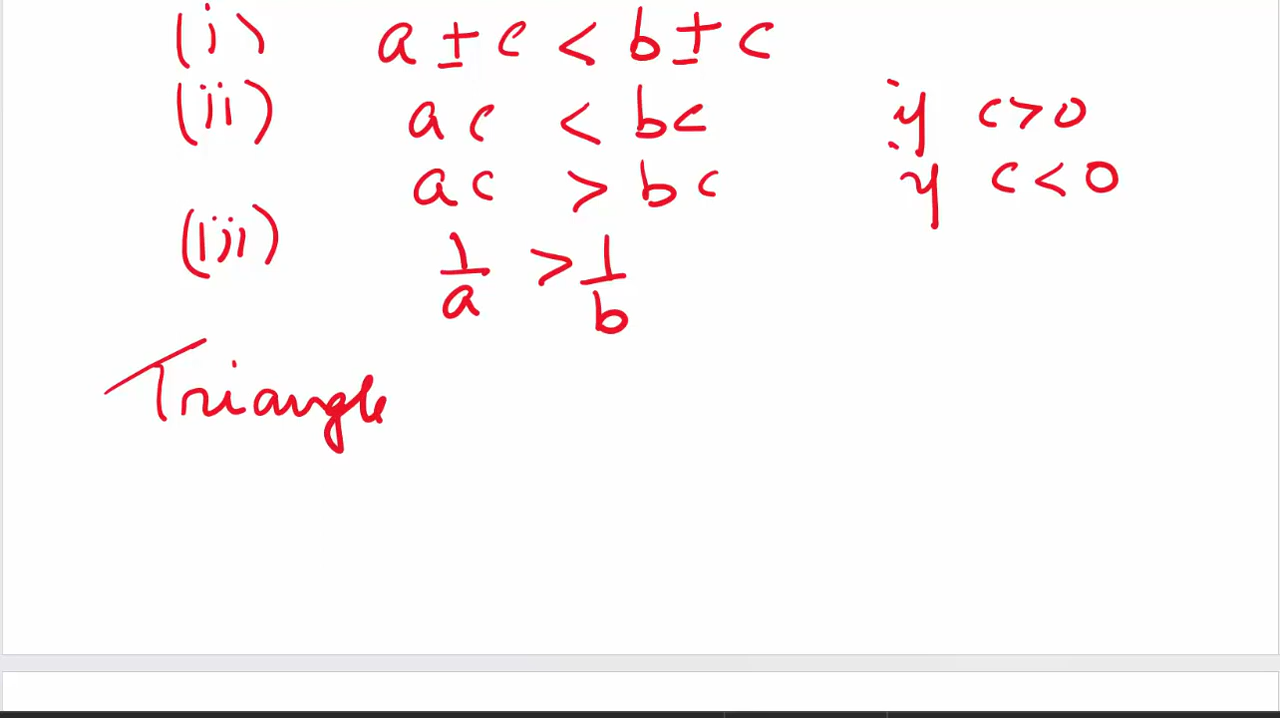 (i) a ± c < b ± c
(ii) ac < bc if c > 0
ac > bc if c < 0
(iii) 1/a > 1/b
Triangle